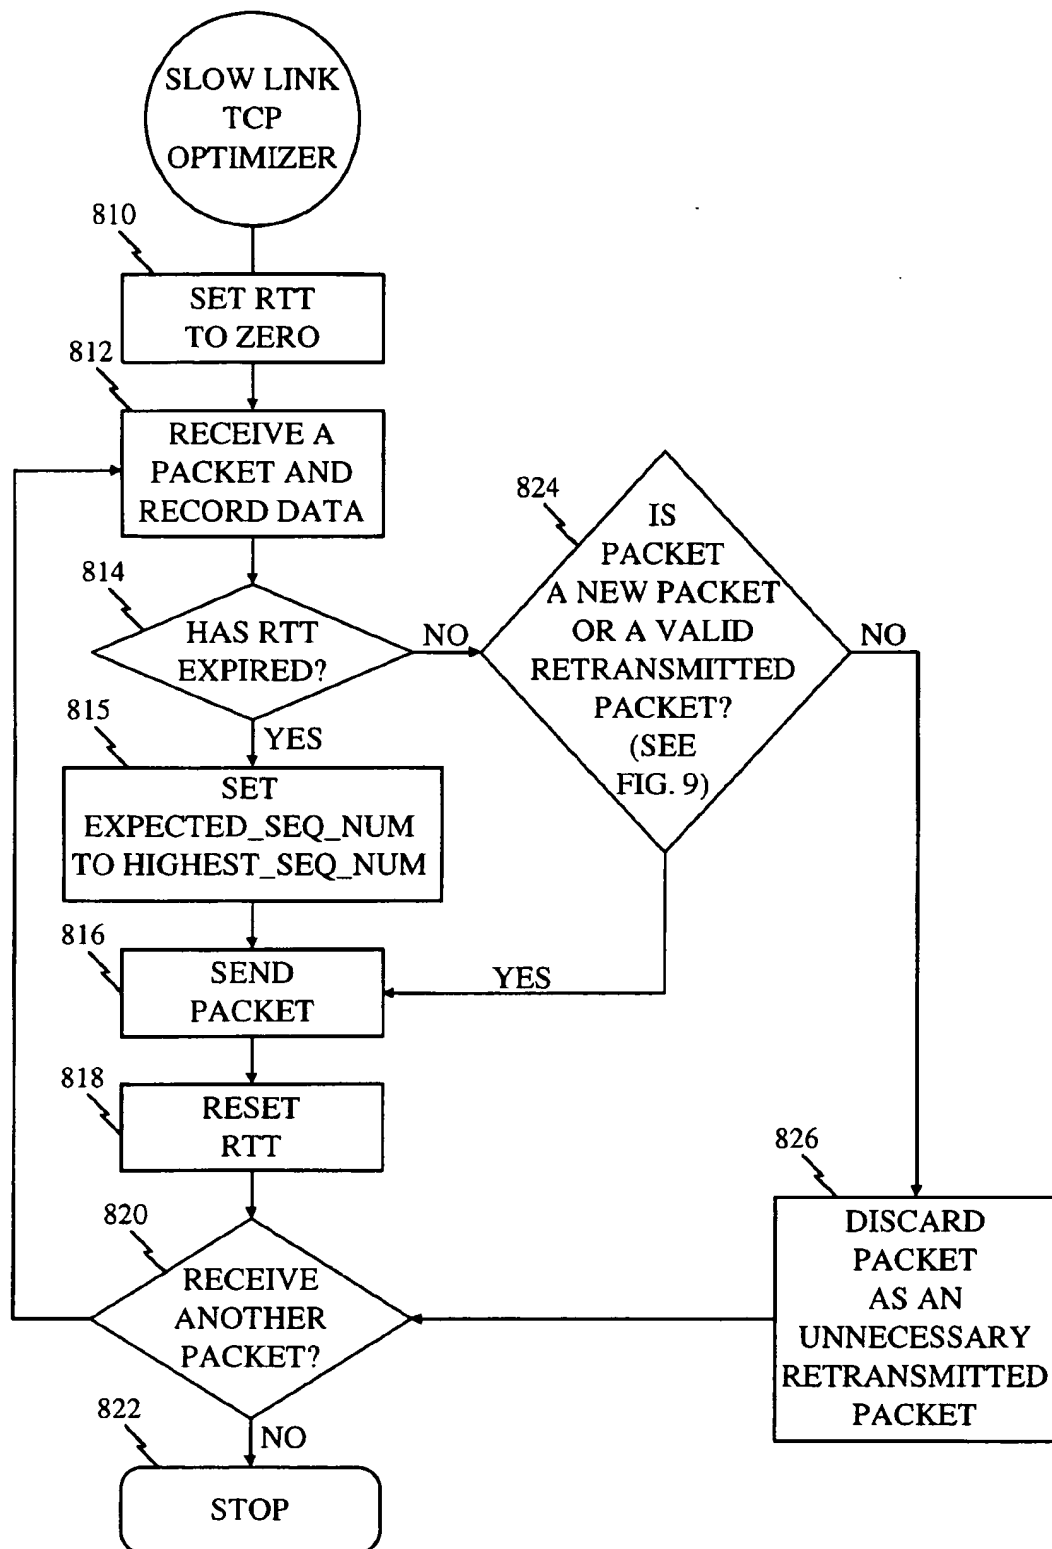 SLOW LINK
TCP
OPTIMIZER
810
SET RTT
TO ZERO
812
RECEIVE A
PACKET AND
RECORD DATA
814
HAS RTT
EXPIRED?
NO
YES
824
IS
PACKET
A NEW PACKET
OR A VALID
RETRANSMITTED
PACKET?
(SEE
FIG. 9)
NO
YES
815
SET
EXPECTED_SEQ_NUM
TO HIGHEST_SEQ_NUM
816
SEND
PACKET
818
RESET
RTT
820
RECEIVE
ANOTHER
PACKET?
NO
826
DISCARD
PACKET
AS AN
UNNECESSARY
RETRANSMITTED
PACKET
822
STOP